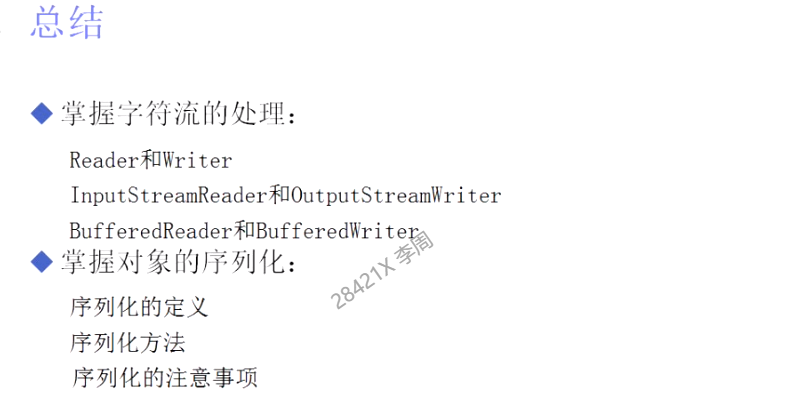 总结
◆ 掌握字符流的处理：
Reader和Writer
InputStreamReader和OutputStreamWriter
BufferedReader和BufferedWriter
◆ 掌握对象的序列化：
序列化的定义
序列化方法
序列化的注意事项
28421X 李周